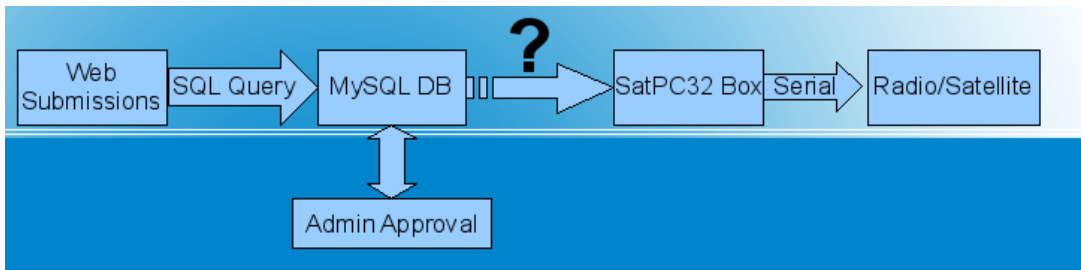 ?
Web
Submissions
SQL Query
MySQL DB
SatPC32 Box
Serial
Radio/Satellite
Admin Approval